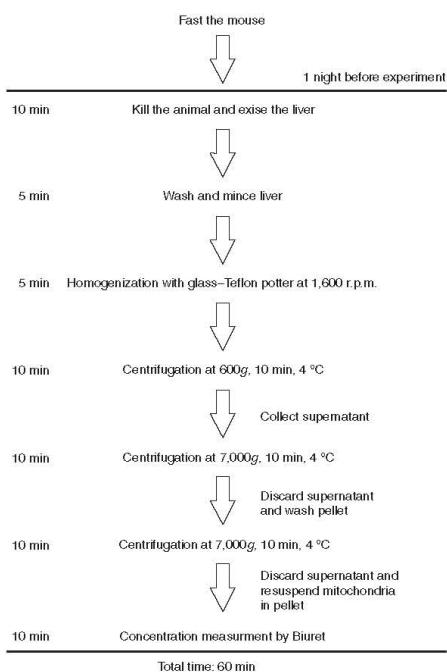 Fast the mouse
1 night before experiment
10 min Kill the animal and exise the liver
5 min Wash and mince liver
5 min Homogenization with glass–Teflon potter at 1,600 r.p.m.
10 min Centrifugation at 600g, 10 min, 4 ºC
Collect supernatant
10 min Centrifugation at 7,000g, 10 min, 4 ºC
Discard supernatant
and wash pellet
10 min Centrifugation at 7,000g, 10 min, 4 ºC
Discard supernatant and
resuspend mitochondria
in pellet
10 min Concentration measurment by Biuret
Total time: 60 min